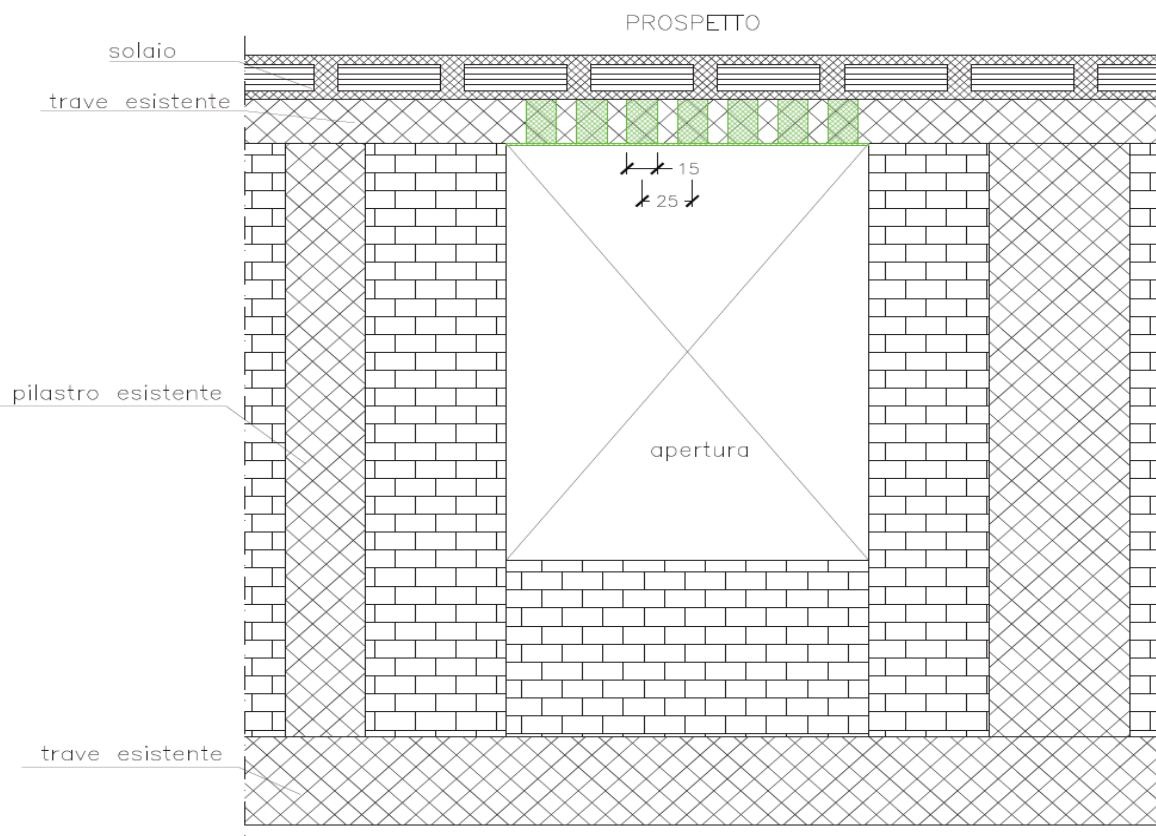 PROSPETTO
solaio
trave esistente
15
25
pilastro esistente
apertura
trave esistente